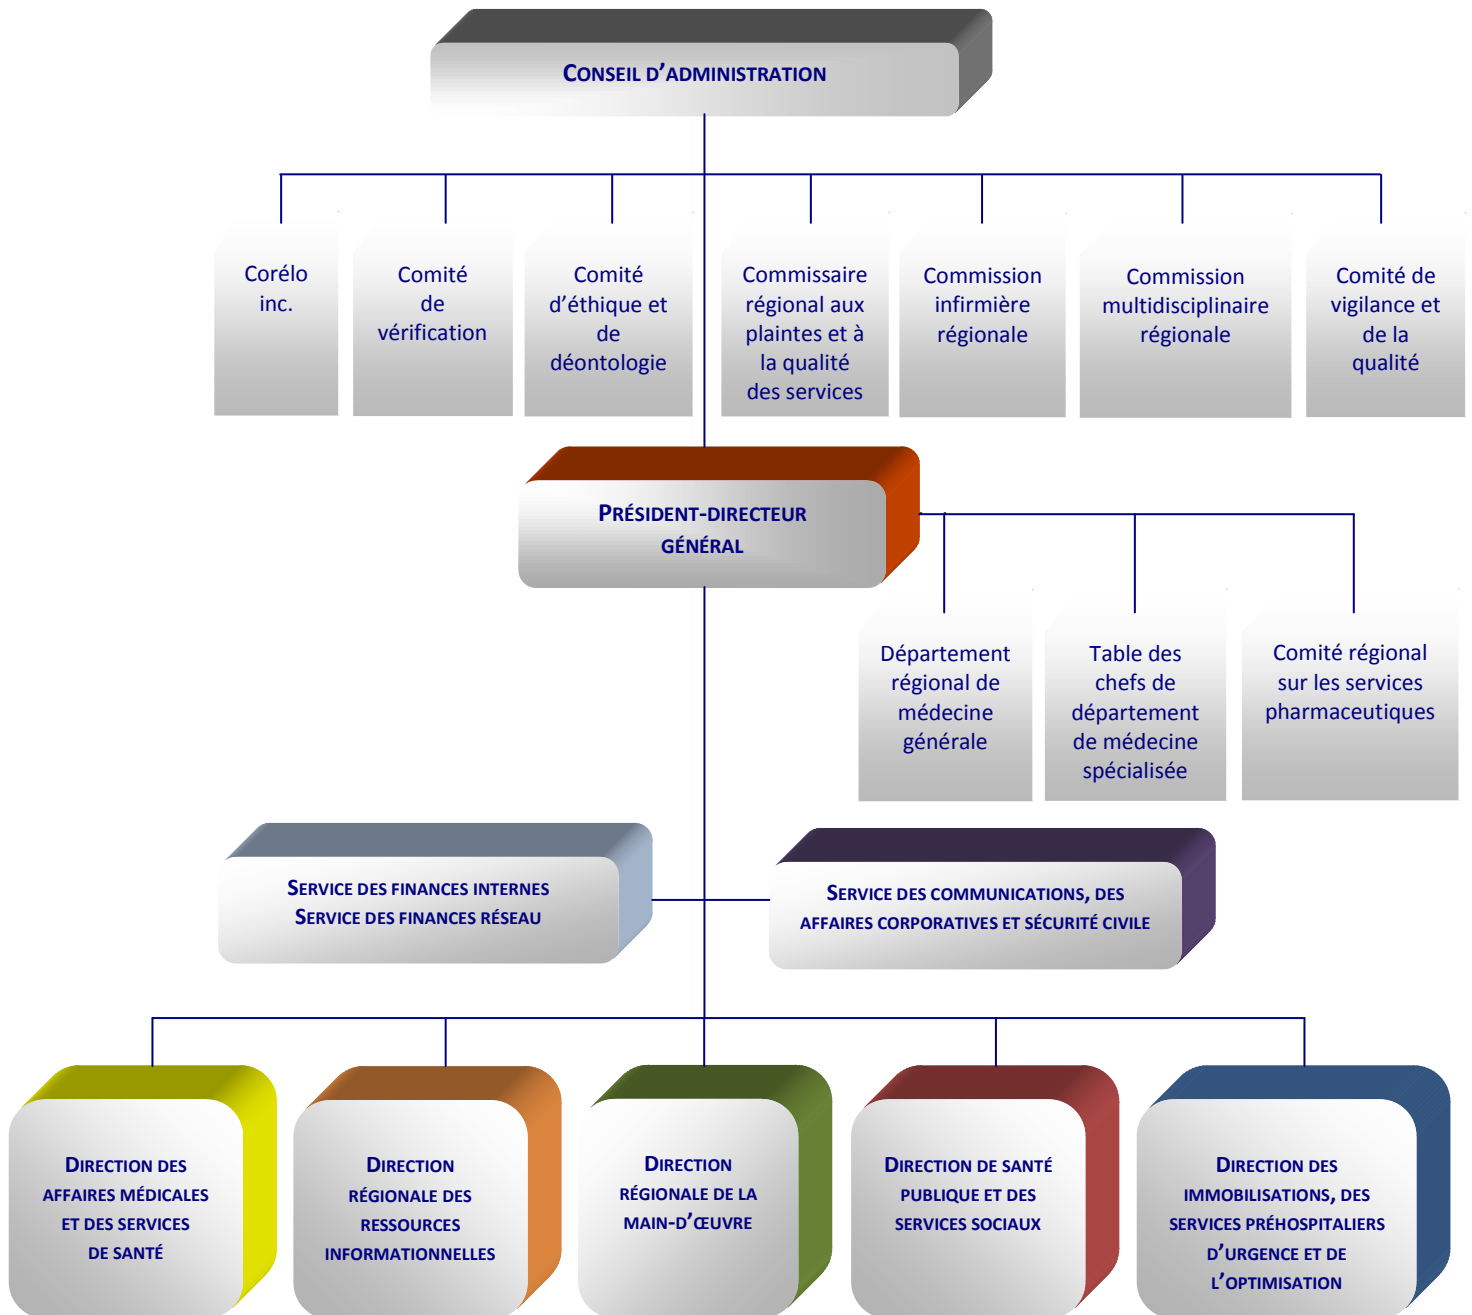 CONSEIL D'ADMINISTRATION
Corélo
inc.
Comité
de
vérification
Comité
d'éthique et
de
déontologie
Commissaire
régional aux
plaintes et à
la qualité
des services
Commission
infirmière
régionale
Commission
multidisciplinaire
régionale
Comité de
vigilance et
de la
qualité
PRÉSIDENT-DIRECTEUR
GÉNÉRAL
Département
régional de
médecine
générale
Table des
chefs de
département
de médecine
spécialisée
Comité régional
sur les services
pharmaceutiques
SERVICE DES FINANCES INTERNES
SERVICE DES FINANCES RÉSEAU
SERVICE DES COMMUNICATIONS, DES
AFFAIRES CORPORATIVES ET SÉCURITÉ CIVILE
DIRECTION DES
AFFAIRES MÉDICALES
ET DES SERVICES
DE SANTÉ
DIRECTION
RÉGIONALE DES
RESSOURCES
INFORMATIONNELLES
DIRECTION
RÉGIONALE DE LA
MAIN-D'ŒUVRE
DIRECTION DE SANTÉ
PUBLIQUE ET DES
SERVICES SOCIAUX
DIRECTION DES
IMMOBILISATIONS, DES
SERVICES PRÉHOSPITALIERS
D'URGENCE ET DE
L'OPTIMISATION